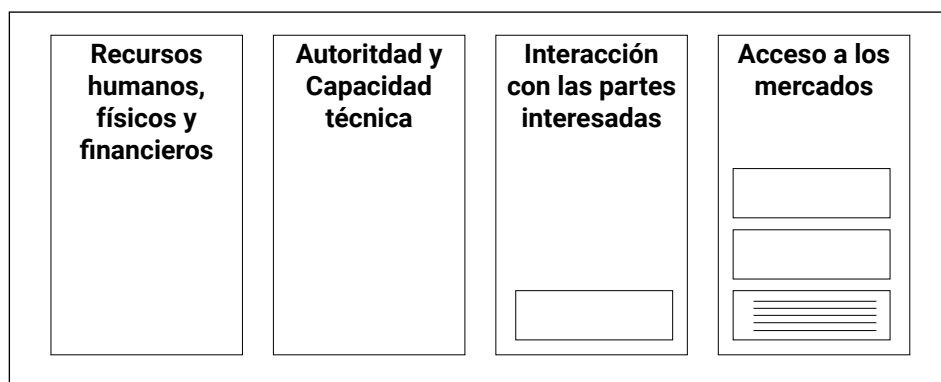 Recursos
humanos,
físicos y
financieros
Autoritdad y
Capacidad
técnica
Interacción
con las partes
interesadas
Acceso a los
mercados